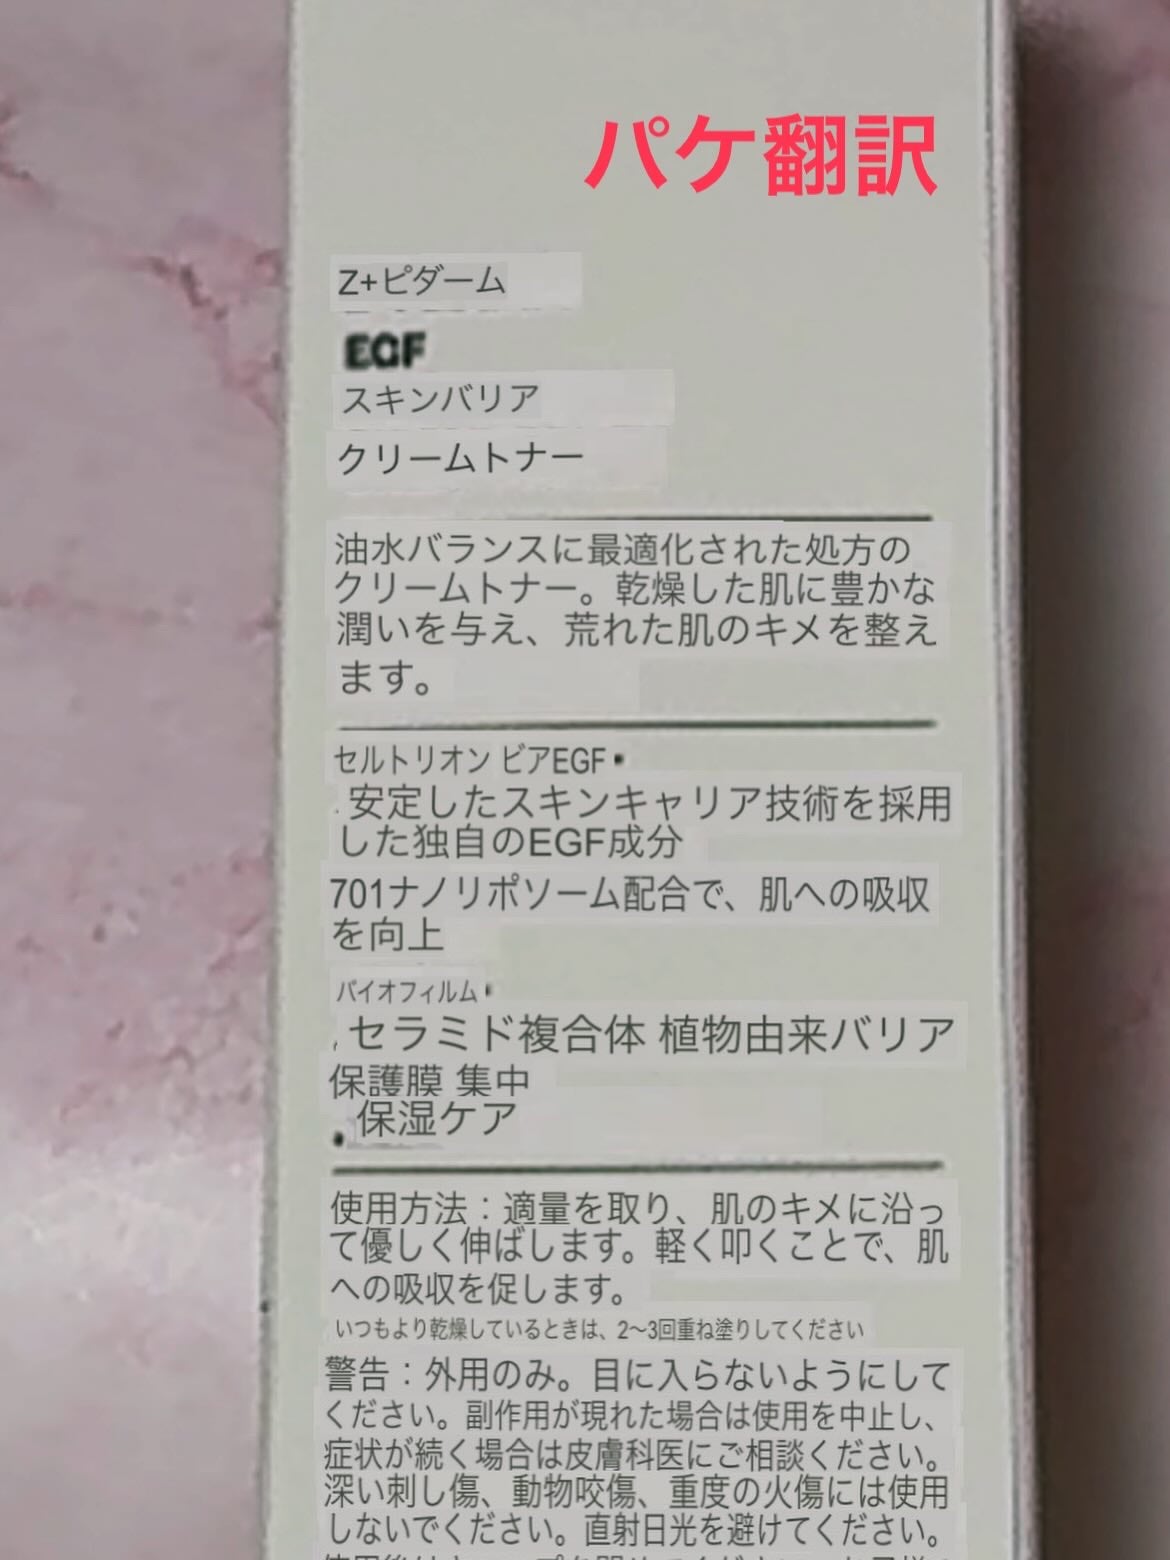 パケ翻訳
Z+ピダーム
EGF
スキンバリア
クリームトナー
油水バランスに最適化された処方の
クリームトナー。乾燥した肌に豊かな
潤いを与え、荒れた肌のキメを整え
ます。
セルトリオン ビアEGF・
安定したスキンキャリア技術を採用
した独自のEGF成分
701ナノリポソーム配合で、肌への吸収
を向上
バイオフィルム・
セラミド複合体 植物由来バリア
保護膜 集中
・保湿ケア
使用方法：適量を取り、肌のキメに沿っ
て優しく伸ばします。軽く叩くことで、肌
への吸収を促します。
いつもより乾燥しているときは、2～3回重ね塗りしてください
警告：外用のみ。目に入らないようにして
ください。副作用が現れた場合は使用を中止し、
症状が続く場合は皮膚科医にご相談ください。
深い刺し傷、動物咬傷、重度の火傷には使用
しないでください。直射日光を避けてください。